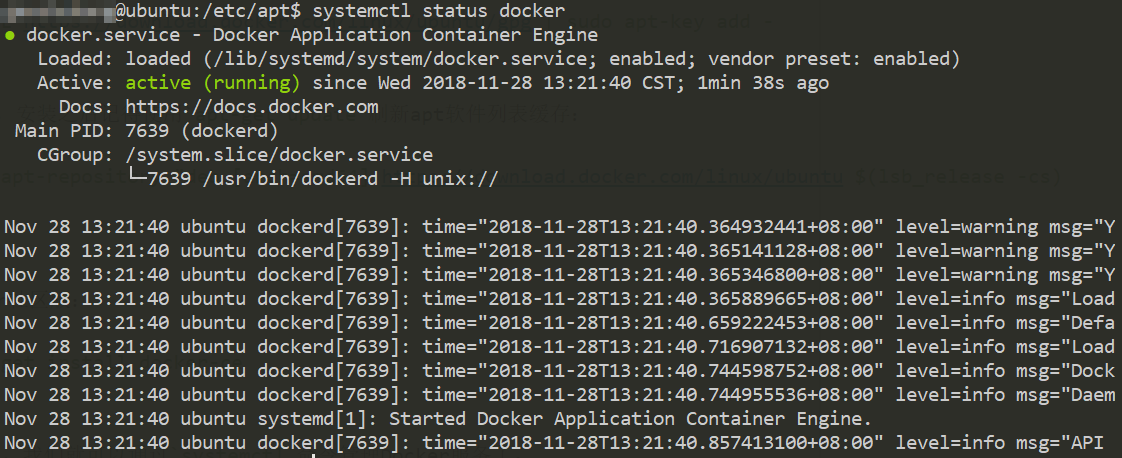 @ubuntu:/etc/apt$ systemctl status docker
● docker.service - Docker Application Container Engine
Loaded: loaded (/lib/systemd/system/docker.service; enabled; vendor preset: enabled)
Active: active (running) since Wed 2018-11-28 13:21:40 CST; 1min 38s ago
Docs: https://docs.docker.com
Main PID: 7639 (dockerd)
CGroup: /system.slice/docker.service
└─7639 /usr/bin/dockerd -H unix://
Nov 28 13:21:40 ubuntu dockerd[7639]: time="2018-11-28T13:21:40.364932441+08:00" level=warning msg="Y
Nov 28 13:21:40 ubuntu dockerd[7639]: time="2018-11-28T13:21:40.365141128+08:00" level=warning msg="Y
Nov 28 13:21:40 ubuntu dockerd[7639]: time="2018-11-28T13:21:40.365346800+08:00" level=warning msg="Y
Nov 28 13:21:40 ubuntu dockerd[7639]: time="2018-11-28T13:21:40.365889665+08:00" level=info msg="Load
Nov 28 13:21:40 ubuntu dockerd[7639]: time="2018-11-28T13:21:40.659222453+08:00" level=info msg="Defa
Nov 28 13:21:40 ubuntu dockerd[7639]: time="2018-11-28T13:21:40.716907132+08:00" level=info msg="Load
Nov 28 13:21:40 ubuntu dockerd[7639]: time="2018-11-28T13:21:40.744598752+08:00" level=info msg="Dock
Nov 28 13:21:40 ubuntu dockerd[7639]: time="2018-11-28T13:21:40.744955536+08:00" level=info msg="Daem
Nov 28 13:21:40 ubuntu systemd[1]: Started Docker Application Container Engine.
Nov 28 13:21:40 ubuntu dockerd[7639]: time="2018-11-28T13:21:40.857413100+08:00" level=info msg="API